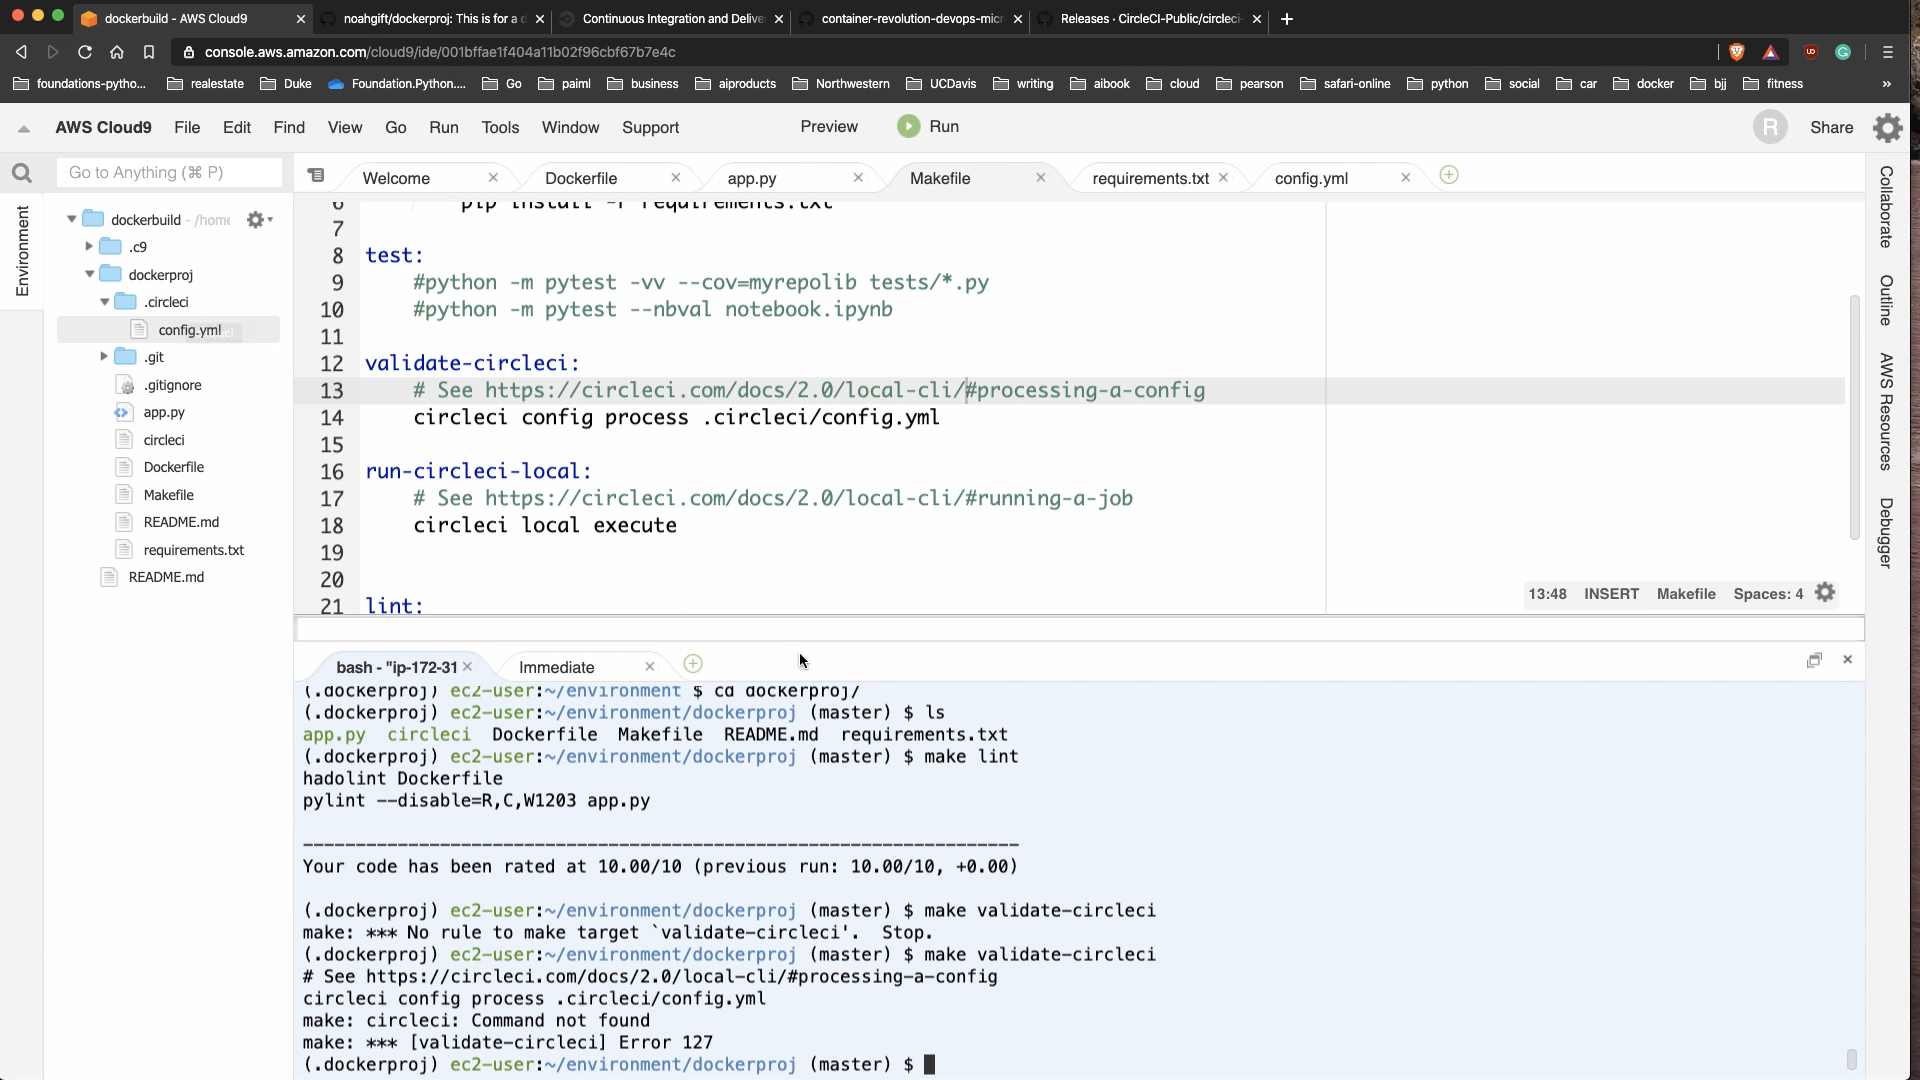 dockerbuild - AWS Cloud9
noahgift/dockerproj: This is for a d
Continuous Integration and Delive
container-revolution-devops-micr
Releases · CircleCI-Public/circleci-
console.aws.amazon.com/cloud9/ide/001bffae1f404a11b02f96cbf67b7e4c
foundations-pytho... realestate Duke Foundation.Python.... Go paiml business aiproducts Northwestern UCDavis writing aibook cloud pearson safari-online python social car docker bjj fitness »
AWS Cloud9 File Edit Find View Go Run Tools Window Support Preview Run R Share
Go to Anything (⌘ P)
Welcome Dockerfile app.py Makefile requirements.txt config.yml
Environment
dockerbuild - /home
.c9
dockerproj
.circleci
config.yml
.git
.gitignore
app.py
circleci
Dockerfile
Makefile
README.md
requirements.txt
README.md
6 pip install -r requirements.txt
7
8 test:
9 #python -m pytest -vv --cov=myrepolib tests/*.py
10 #python -m pytest --nbval notebook.ipynb
11
12 validate-circleci:
13 # See https://circleci.com/docs/2.0/local-cli/#processing-a-config
14 circleci config process .circleci/config.yml
15
16 run-circleci-local:
17 # See https://circleci.com/docs/2.0/local-cli/#running-a-job
18 circleci local execute
19
20
21 lint:
13:48 INSERT Makefile Spaces: 4
Collaborate
Outline
AWS Resources
Debugger
bash - "ip-172-31 Immediate
(.dockerproj) ec2-user:~/environment $ cd dockerproj/
(.dockerproj) ec2-user:~/environment/dockerproj (master) $ ls
app.py circleci Dockerfile Makefile README.md requirements.txt
(.dockerproj) ec2-user:~/environment/dockerproj (master) $ make lint
hadolint Dockerfile
pylint --disable=R,C,W1203 app.py
--------------------------------------------------------------------
Your code has been rated at 10.00/10 (previous run: 10.00/10, +0.00)
(.dockerproj) ec2-user:~/environment/dockerproj (master) $ make validate-circleci
make: *** No rule to make target `validate-circleci'. Stop.
(.dockerproj) ec2-user:~/environment/dockerproj (master) $ make validate-circleci
# See https://circleci.com/docs/2.0/local-cli/#processing-a-config
circleci config process .circleci/config.yml
make: circleci: Command not found
make: *** [validate-circleci] Error 127
(.dockerproj) ec2-user:~/environment/dockerproj (master) $